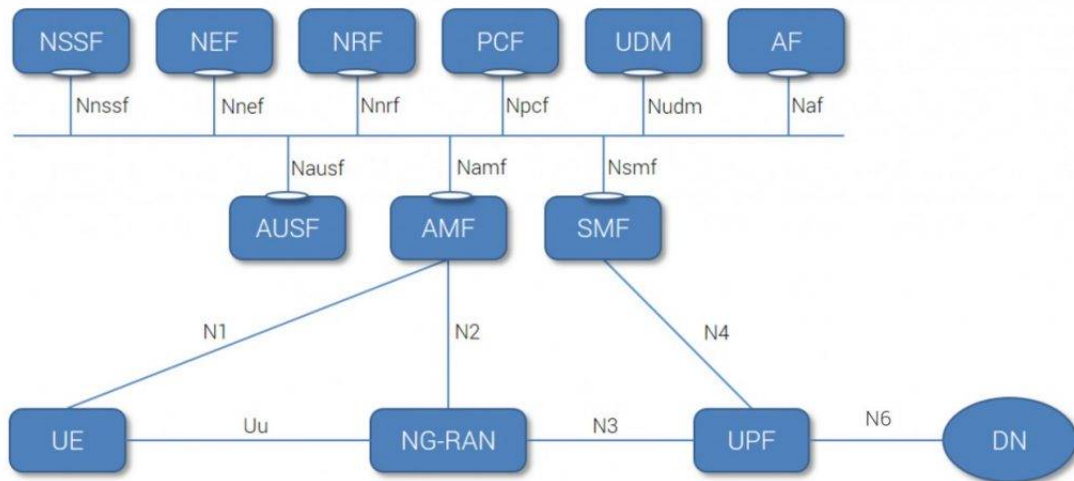 NSSF NEF NRF PCF UDM AF
Nnssf Nnef Nnrf Npcf Nudm Naf
Nausf Namf Nsmf
AUSF AMF SMF
N1 N2 N4
Uu N3 N6
UE NG-RAN UPF DN